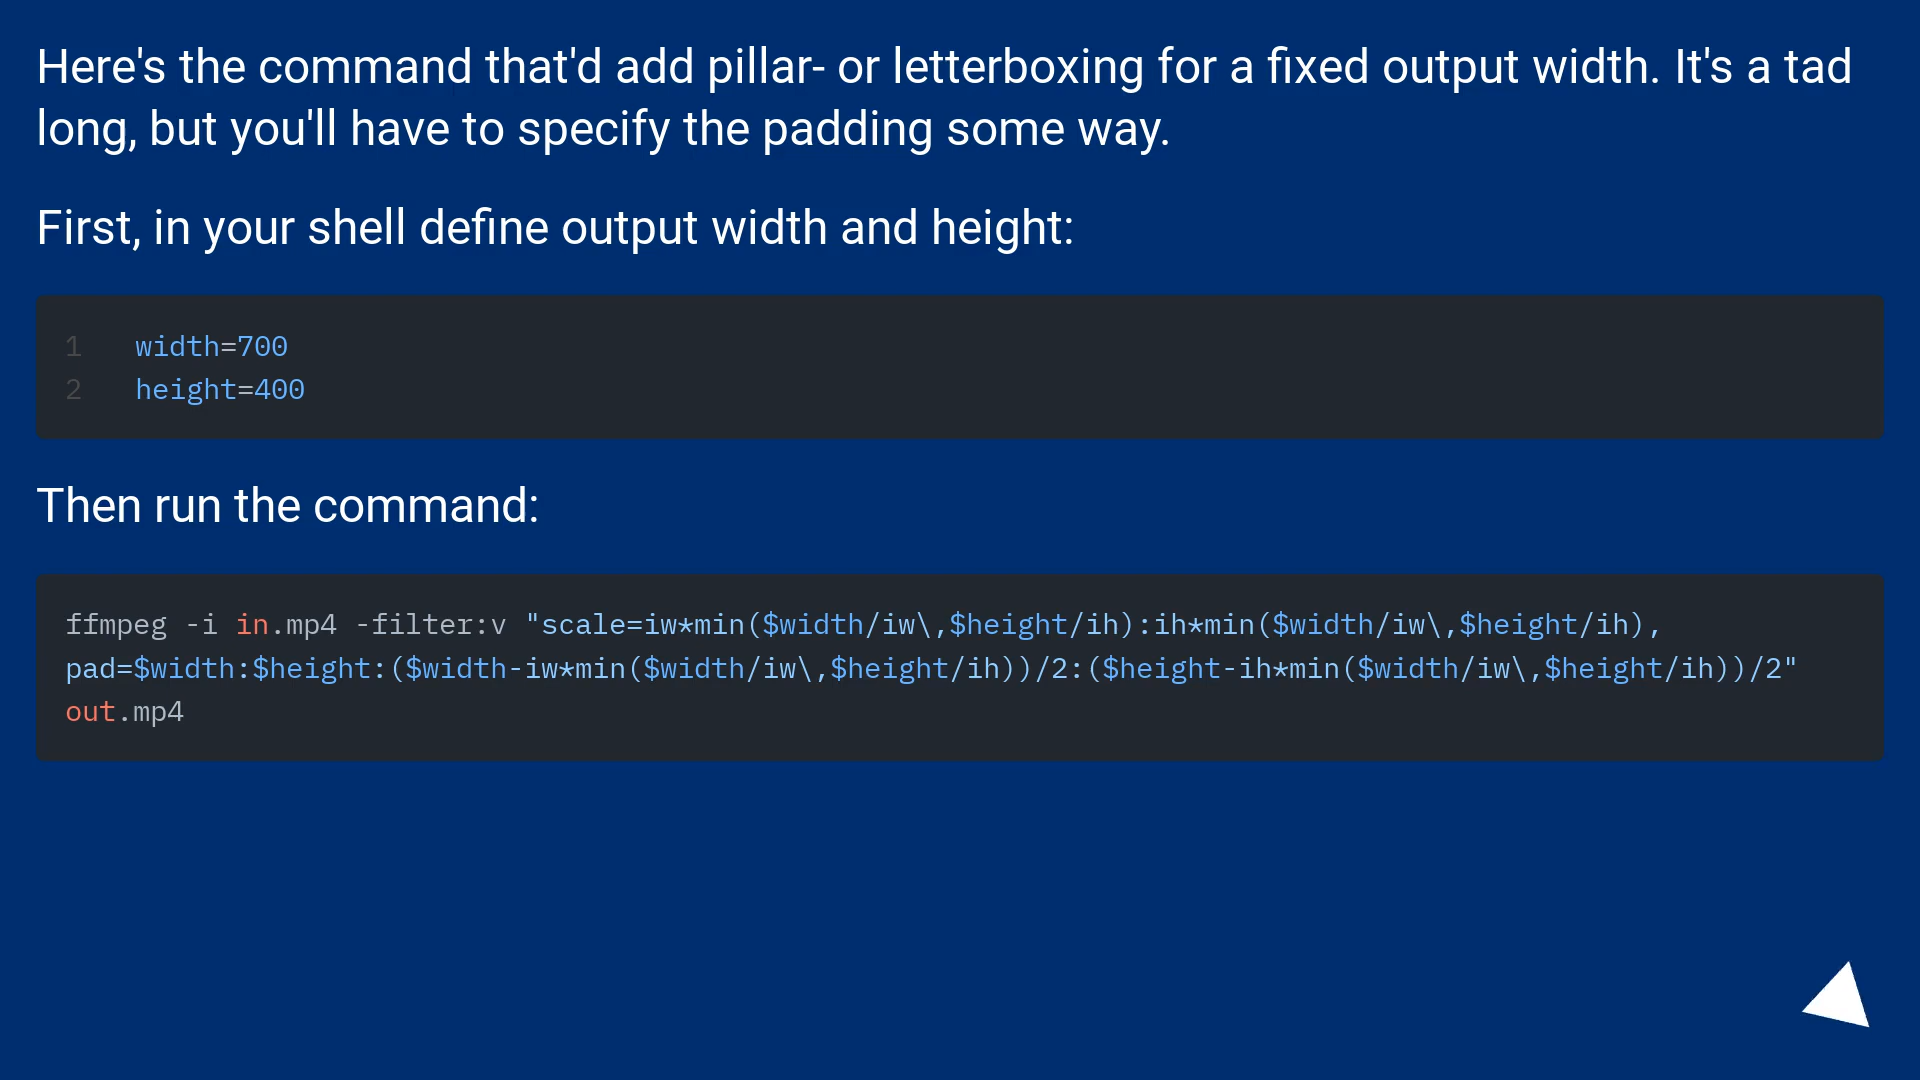 Here's the command that'd add pillar- or letterboxing for a fixed output width. It's a tad
long, but you'll have to specify the padding some way.
First, in your shell define output width and height:
1 width=700
2 height=400
Then run the command:
ffmpeg -i in.mp4 -filter:v "scale=iw*min($width/iw\,$height/ih):ih*min($width/iw\,$height/ih),
pad=$width:$height:($width-iw*min($width/iw\,$height/ih))/2:($height-ih*min($width/iw\,$height/ih))/2"
out.mp4